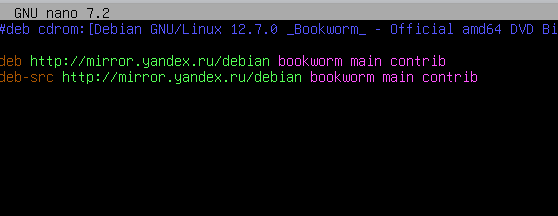 GNU nano 7.2
#deb cdrom:[Debian GNU/Linux 12.7.0 _Bookworm_ - Official amd64 DVD Bi
deb http://mirror.yandex.ru/debian bookworm main contrib
deb-src http://mirror.yandex.ru/debian bookworm main contrib